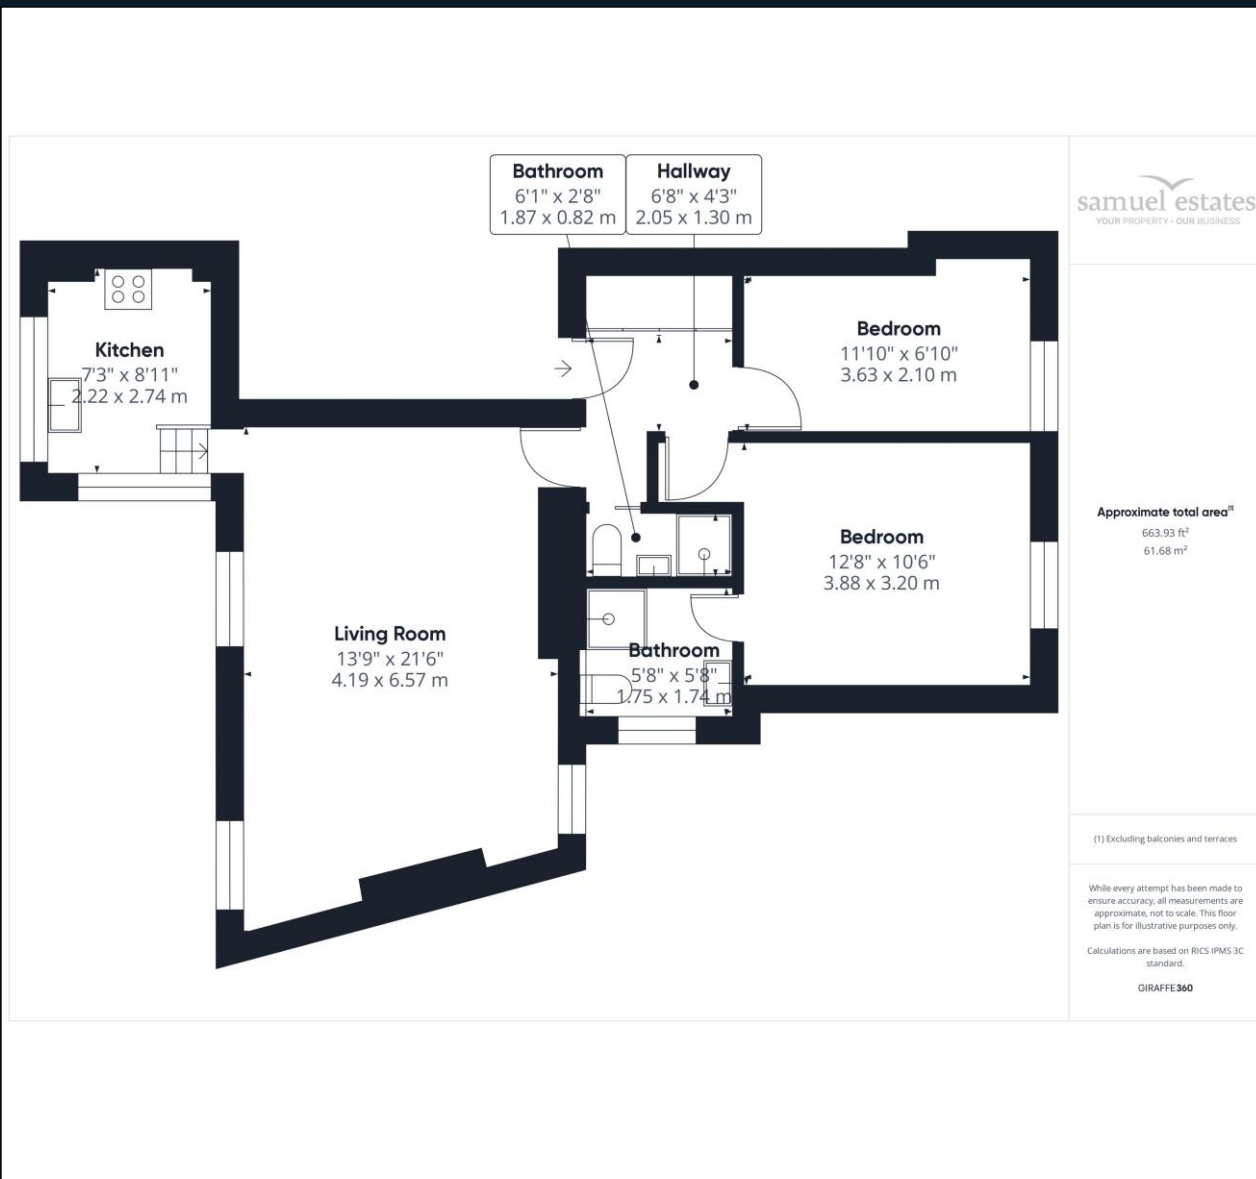 Bathroom
6'1" x 2'8"
1.87 x 0.82 m
Hallway
6'8" x 4'3"
2.05 x 1.30 m
Kitchen
7'3" x 8'11"
2.22 x 2.74 m
Bedroom
11'10" x 6'10"
3.63 x 2.10 m
Bedroom
12'8" x 10'6"
3.88 x 3.20 m
Living Room
13'9" x 21'6"
4.19 x 6.57 m
Bathroom
5'8" x 5'8"
1.75 x 1.74 m
samuel estates
YOUR PROPERTY • OUR BUSINESS
Approximate total area(1)
663.93 ft²
61.68 m²
(1) Excluding balconies and terraces
While every attempt has been made to
ensure accuracy, all measurements are
approximate, not to scale. This floor
plan is for illustrative purposes only.
Calculations are based on RICS IPMS 3C
standard.
GIRAFFE360